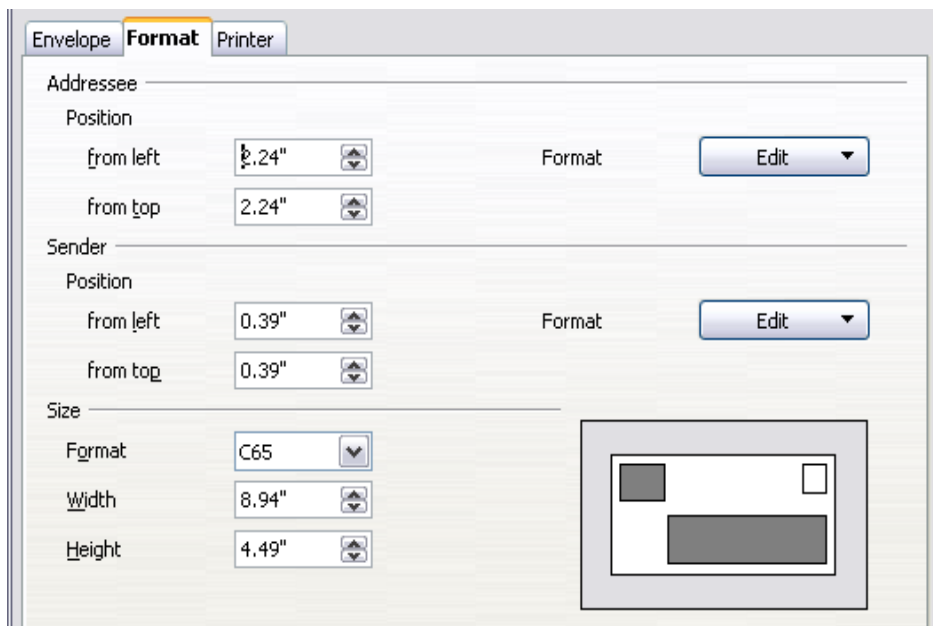 Envelope Format Printer
Addressee
Position
from left 2.24" Format Edit
from top 2.24"
Sender
Position
from left 0.39" Format Edit
from top 0.39"
Size
Format C65
Width 8.94"
Height 4.49"